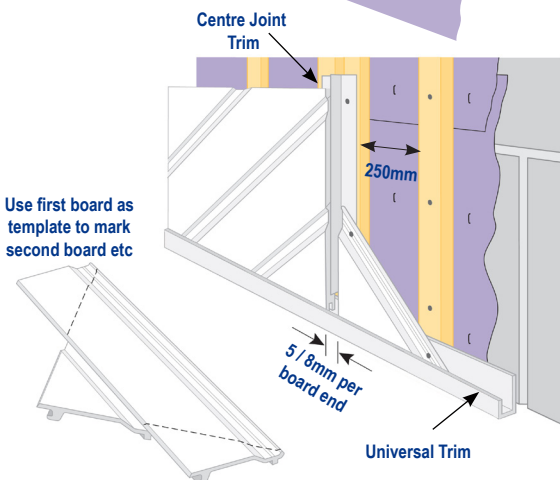 Centre Joint
Trim
250mm
Use first board as
template to mark
second board etc
5 / 8mm per
board end
Universal Trim